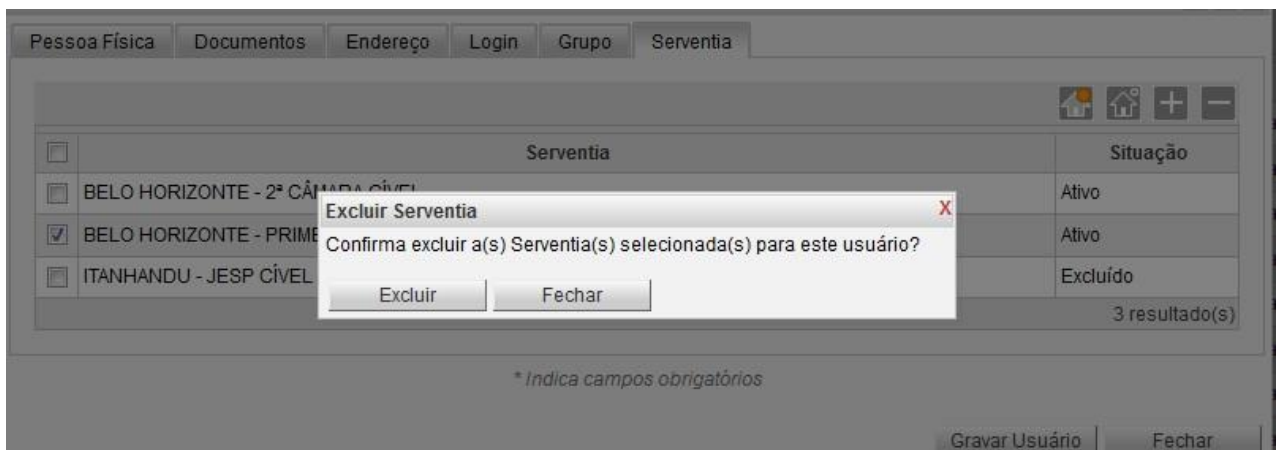 Pessoa Física Documentos Endereço Login Grupo Serventia
Serventia Situação
BELO HORIZONTE - 2ª CÂMARA CÍVEL Ativo
BELO HORIZONTE - Ativo
ITANHANDU - JESP CÍVEL Excluído
3 resultado(s)
Excluir Serventia X
Confirma excluir a(s) Serventia(s) selecionada(s) para este usuário?
Excluir Fechar
* Indica campos obrigatórios
Gravar Usuário Fechar